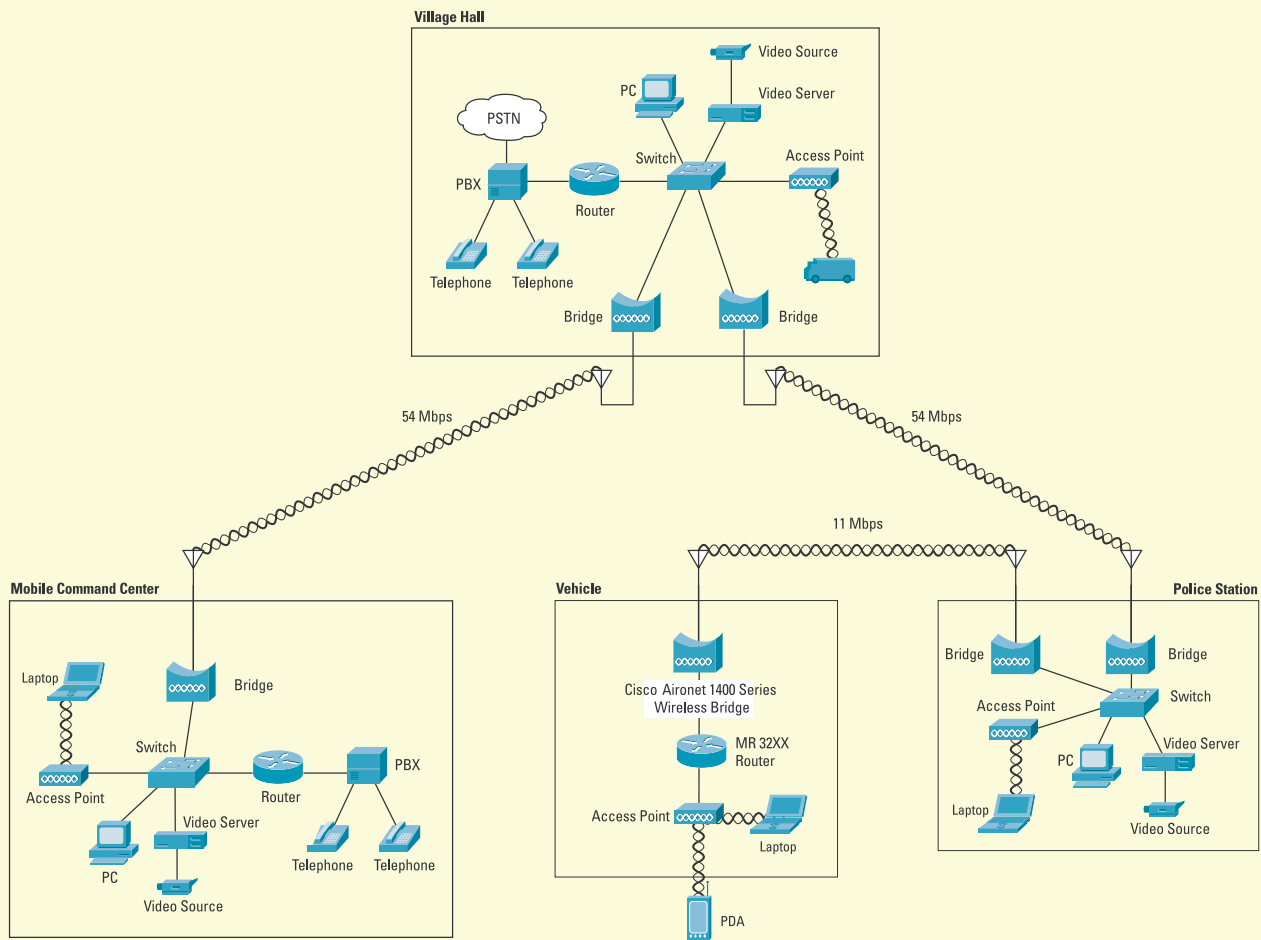 Village Hall
Video Source
PC
Video Server
PSTN
Switch
Access Point
PBX
Router
Telephone
Telephone
Bridge
Bridge
54 Mbps
54 Mbps
11 Mbps
Mobile Command Center
Laptop
Bridge
Switch
PBX
Access Point
Router
Video Server
PC
Telephone
Telephone
Video Source
Vehicle
Cisco Aironet 1400 Series
Wireless Bridge
MR 32XX
Router
Access Point
Laptop
PDA
Police Station
Bridge
Bridge
Switch
Access Point
Video Server
PC
Laptop
Video Source